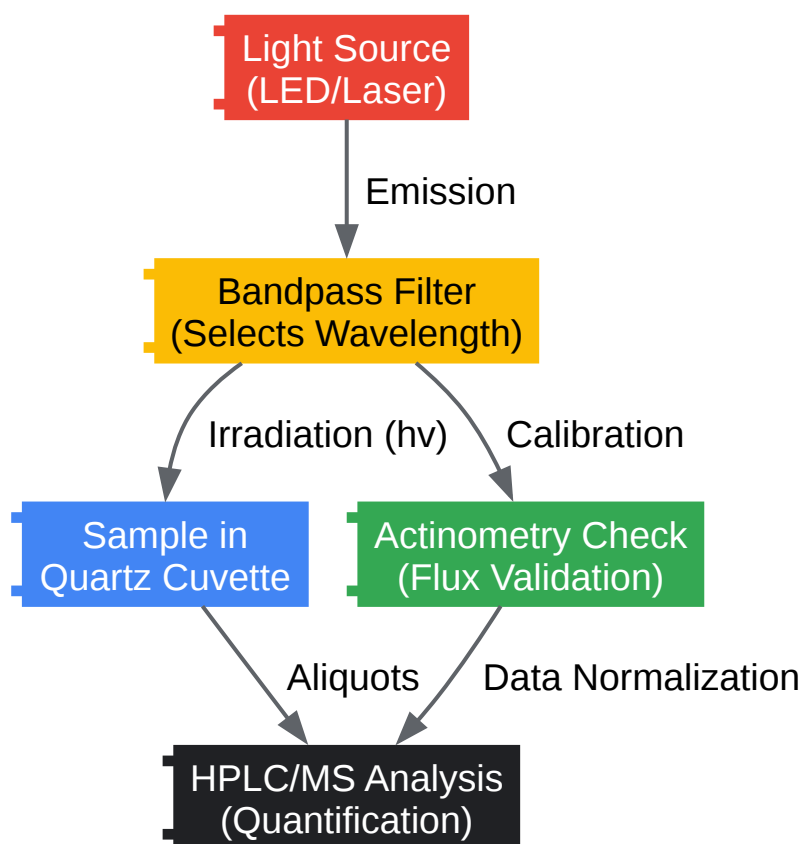 Light Source
(LED/Laser)
Emission
Bandpass Filter
(Selects Wavelength)
Irradiation (hv)
Calibration
Sample in
Quartz Cuvette
Actinometry Check
(Flux Validation)
Aliquots
Data Normalization
HPLC/MS Analysis
(Quantification)